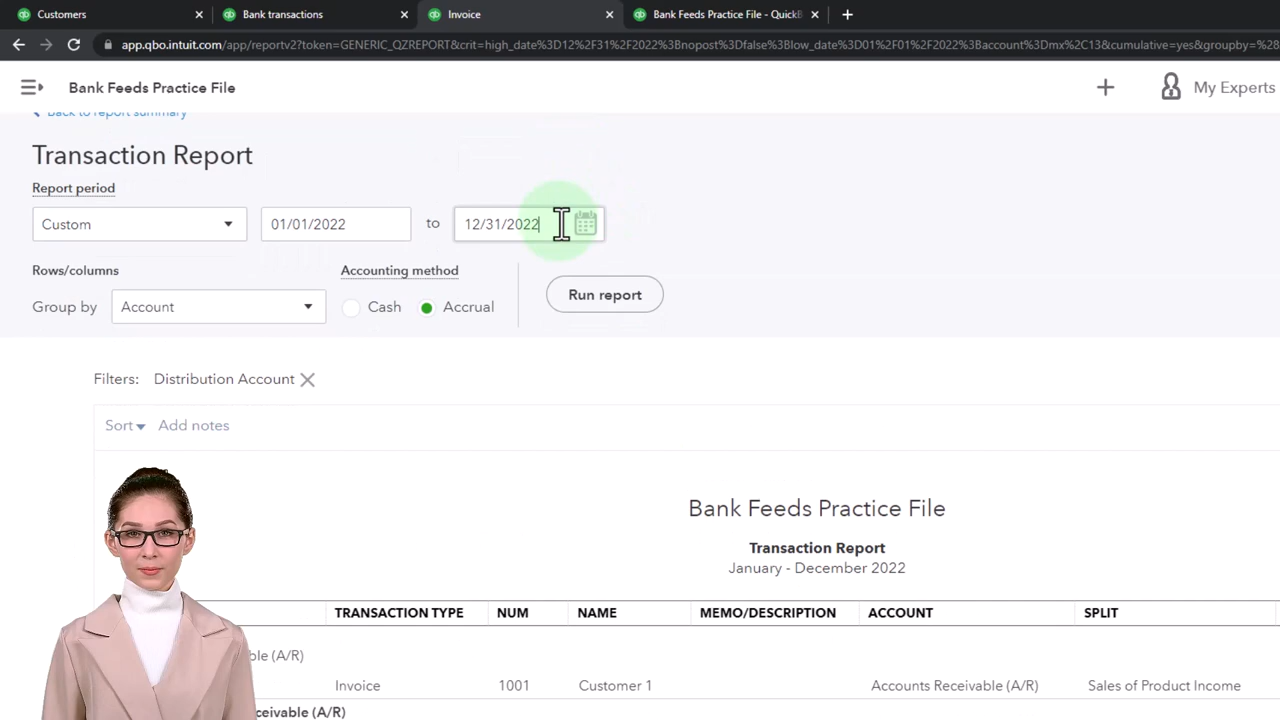 Customers
Bank transactions
Invoice
Bank Feeds Practice File - QuickB
app.qbo.intuit.com/app/reportv2?token=GENERIC_QZREPORT&crit=high_date%3D12%2F31%2F2022%3Bnopost%3Dfalse%3Blow_date%3D01%2F01%2F2022%3Baccount%3Dmx%2C13%3Bcumulative=yes&groupby=%28
Bank Feeds Practice File
My Experts
Back to report summary
Transaction Report
Report period
Custom
01/01/2022
to
12/31/2022
Rows/columns
Accounting method
Group by
Account
Cash
Accrual
Run report
Filters: Distribution Account
Sort
Add notes
Bank Feeds Practice File
Transaction Report
January - December 2022
TRANSACTION TYPE NUM NAME MEMO/DESCRIPTION ACCOUNT SPLIT
ble (A/R)
Invoice 1001 Customer 1 Accounts Receivable (A/R) Sales of Product Income
ceivable (A/R)